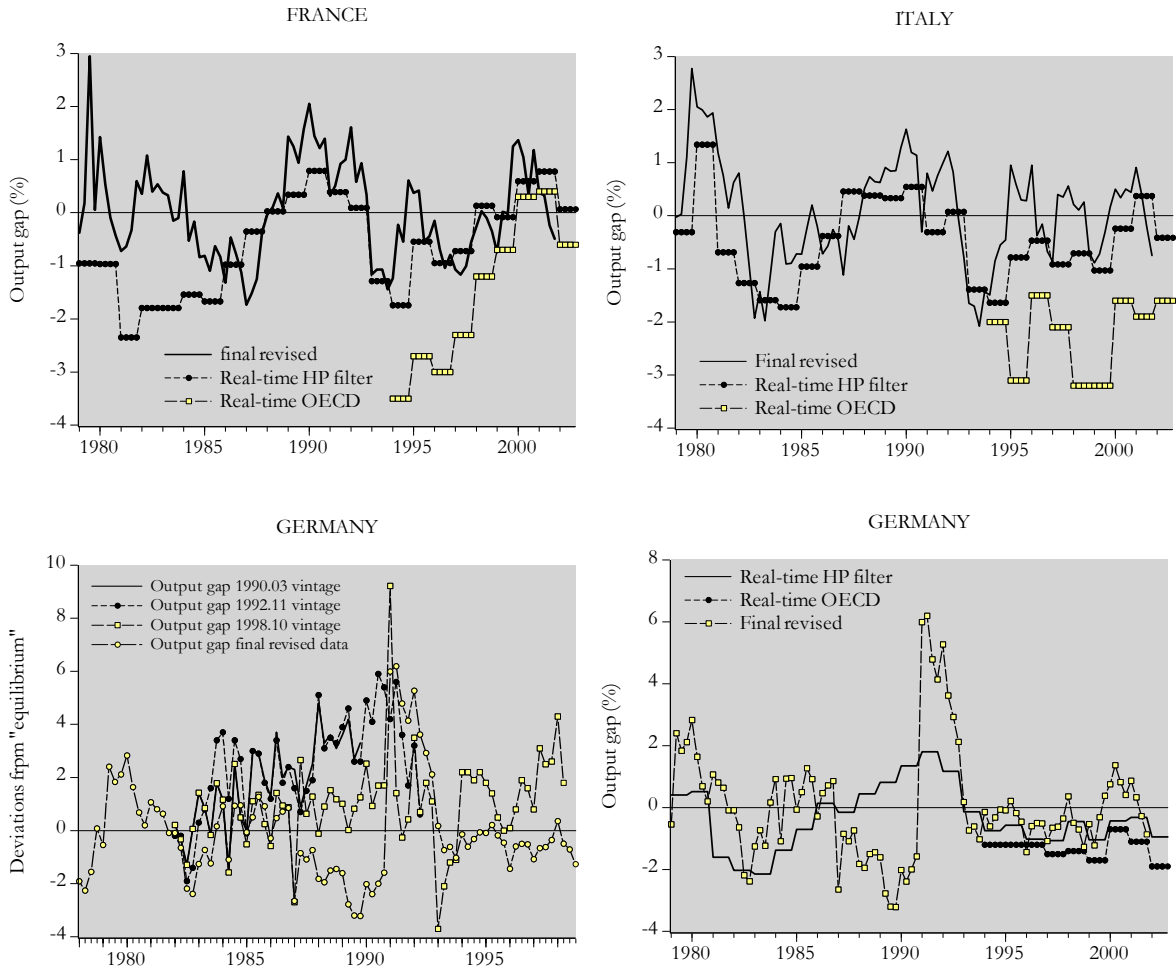 FRANCE
3
2
1
0
-1
-2
-3
-4
Output gap (%)
final revised
Real-time HP filter
Real-time OECD
1980 1985 1990 1995 2000
ITALY
3
2
1
0
-1
-2
-3
-4
Output gap (%)
Final revised
Real-time HP filter
Real-time OECD
1980 1985 1990 1995 2000
GERMANY
10
8
6
4
2
0
-2
-4
Deviations frpm "equilibrium"
Output gap 1990.03 vintage
Output gap 1992.11 vintage
Output gap 1998.10 vintage
Output gap final revised data
1980 1985 1990 1995
GERMANY
8
6
4
2
0
-2
-4
Output gap (%)
Real-time HP filter
Real-time OECD
Final revised
1980 1985 1990 1995 2000